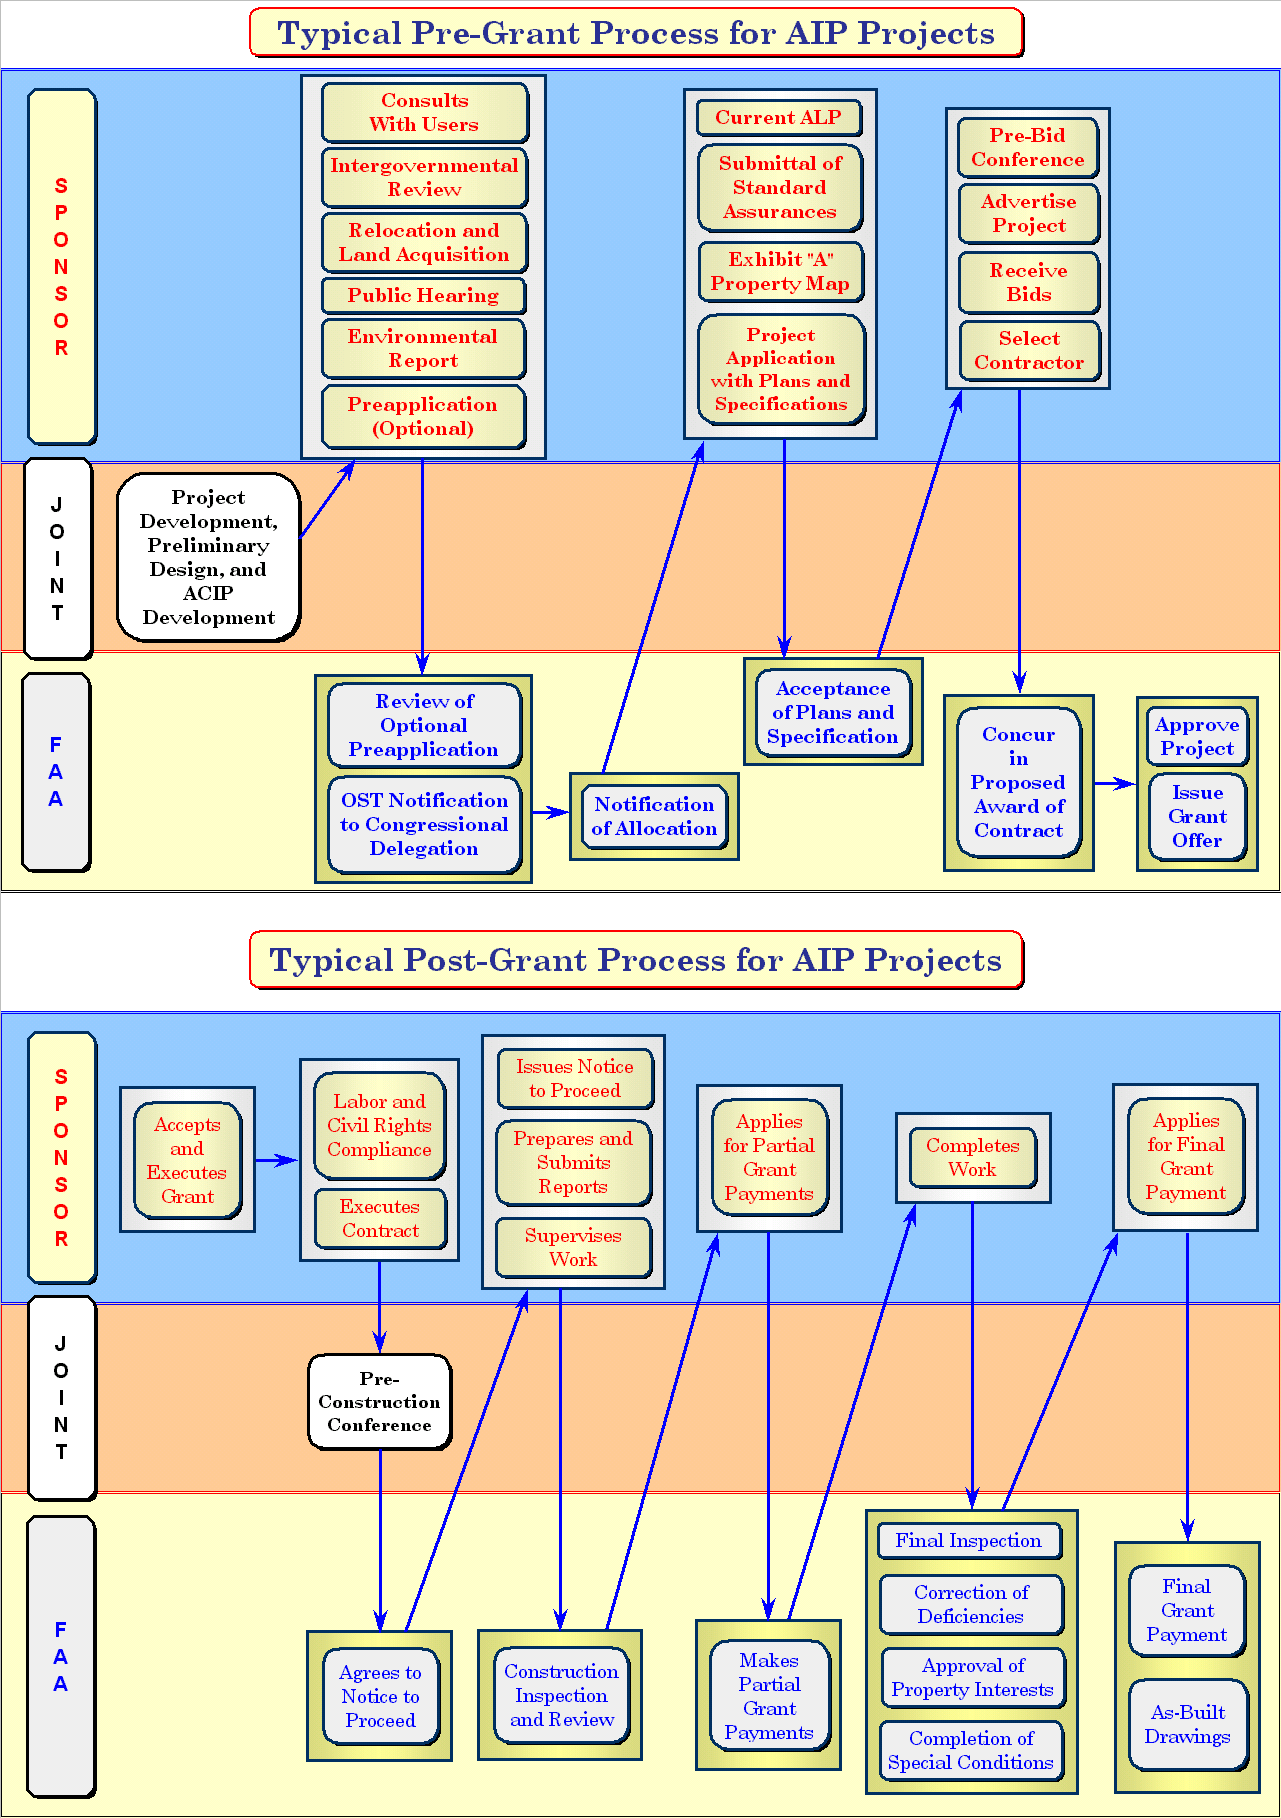 Typical Pre-Grant Process for AIP Projects
S
P
O
N
S
O
R
Consults
With Users
Intergovernmental
Review
Relocation and
Land Acquisition
Public Hearing
Environmental
Report
Preapplication
(Optional)
Current ALP
Submittal of
Standard
Assurances
Exhibit "A"
Property Map
Project
Application
with Plans and
Specifications
Pre-Bid
Conference
Advertise
Project
Receive
Bids
Select
Contractor
J
O
I
N
T
Project
Development,
Preliminary
Design, and
ACIP
Development
F
A
A
Review of
Optional
Preapplication
OST Notification
to Congressional
Delegation
Notification
of Allocation
Acceptance
of Plans and
Specification
Concur
in
Proposed
Award of
Contract
Approve
Project
Issue
Grant
Offer
Typical Post-Grant Process for AIP Projects
S
P
O
N
S
O
R
Accepts
and
Executes
Grant
Labor and
Civil Rights
Compliance
Executes
Contract
Issues Notice
to Proceed
Prepares and
Submits
Reports
Supervises
Work
Applies
for Partial
Grant
Payments
Completes
Work
Applies
for Final
Grant
Payment
J
O
I
N
T
Pre-
Construction
Conference
F
A
A
Agrees to
Notice to
Proceed
Construction
Inspection
and Review
Makes
Partial
Grant
Payments
Final Inspection
Correction of
Deficiencies
Approval of
Property Interests
Completion of
Special Conditions
Final
Grant
Payment
As-Built
Drawings